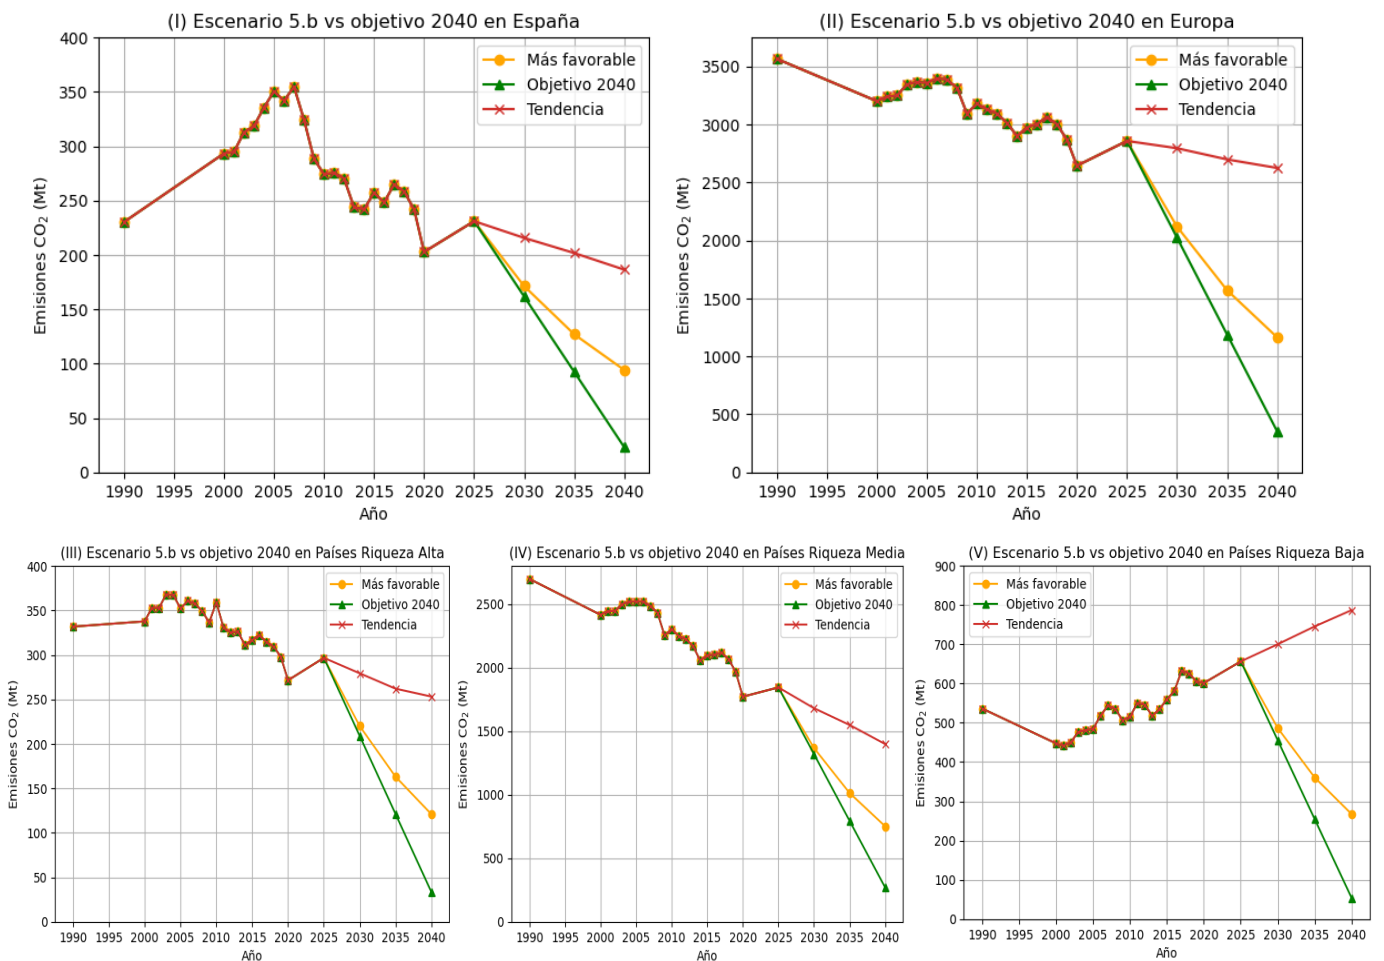 (I) Escenario 5.b vs objetivo 2040 en España
Emisiones CO₂ (Mt)
400
350
300
250
200
150
100
50
0
Más favorable
Objetivo 2040
Tendencia
1990 1995 2000 2005 2010 2015 2020 2025 2030 2035 2040
Año
(II) Escenario 5.b vs objetivo 2040 en Europa
Emisiones CO₂ (Mt)
3500
3000
2500
2000
1500
1000
500
0
Más favorable
Objetivo 2040
Tendencia
1990 1995 2000 2005 2010 2015 2020 2025 2030 2035 2040
Año
(III) Escenario 5.b vs objetivo 2040 en Países Riqueza Alta
Emisiones CO₂ (Mt)
400
350
300
250
200
150
100
50
0
Más favorable
Objetivo 2040
Tendencia
1990 1995 2000 2005 2010 2015 2020 2025 2030 2035 2040
Año
(IV) Escenario 5.b vs objetivo 2040 en Países Riqueza Media
Emisiones CO₂ (Mt)
2500
2000
1500
1000
500
0
Más favorable
Objetivo 2040
Tendencia
1990 1995 2000 2005 2010 2015 2020 2025 2030 2035 2040
Año
(V) Escenario 5.b vs objetivo 2040 en Países Riqueza Baja
Emisiones CO₂ (Mt)
900
800
700
600
500
400
300
200
100
0
Más favorable
Objetivo 2040
Tendencia
1990 1995 2000 2005 2010 2015 2020 2025 2030 2035 2040
Año